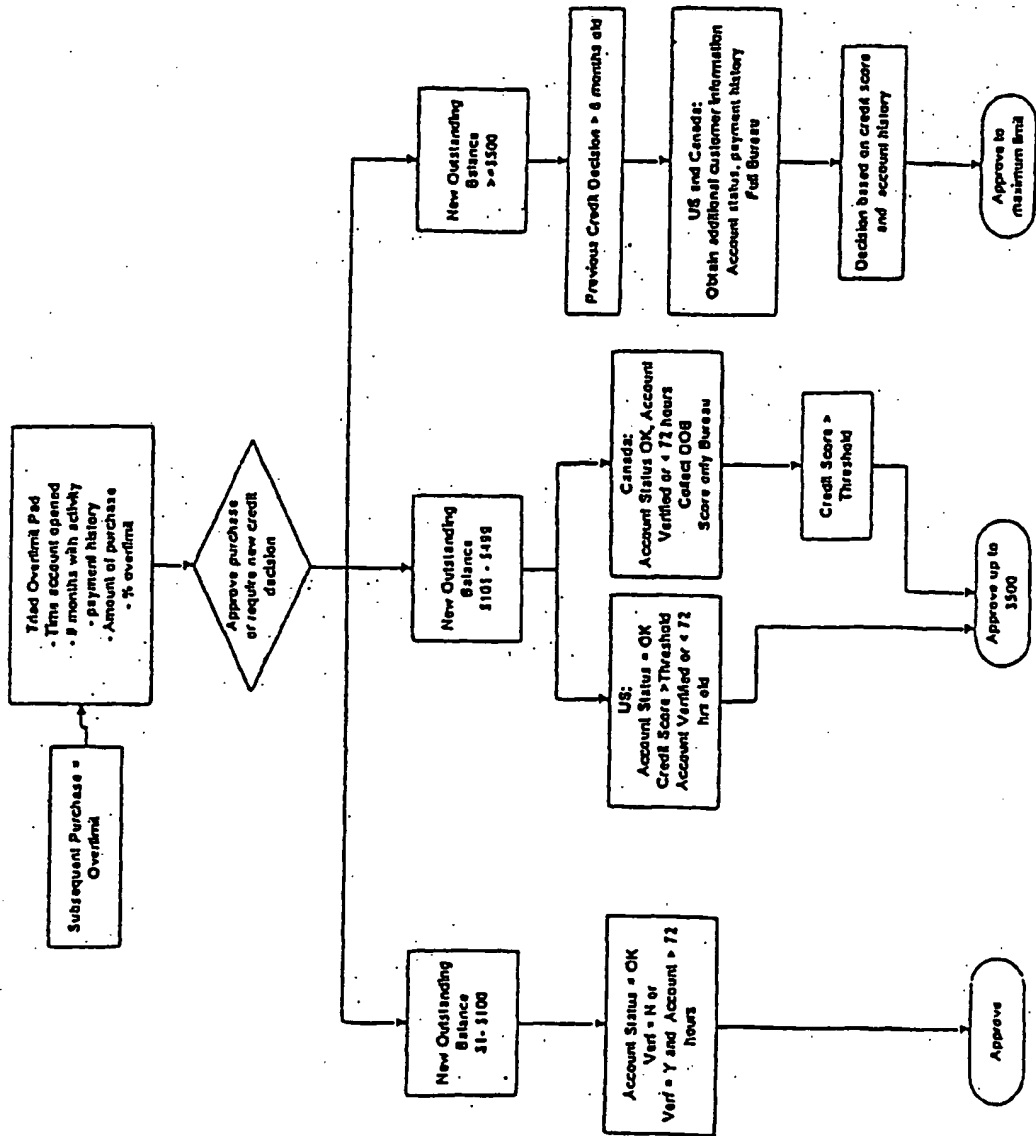 Subsequent Purchase =
Overlimit
Triad Overlimit Pad
- Time account opened
- # months with activity
- payment history
- Amount of purchase
- % overlimit
Approve purchase
or require new credit
decision
New Outstanding
Balance
$1- $100
Account Status = OK
Verf = N or
Verf = Y and Account > 72
hours
Approve
New Outstanding
Balance
$101 - $499
US:
Account Status = OK
Credit Score > Threshold
Account Verified or < 72
hrs old
Canada:
Account Status OK, Account
Verified or < 72 hours
Collect DOB
Score only Bureau
Credit Score >
Threshold
Approve up to
$500
New Outstanding
Balance
>=$500
Previous Credit Decision > 6 months old
US and Canada:
Obtain additional customer information
Account status, payment history
Full Bureau
Decision based on credit score
and account history
Approve to
maximum limit